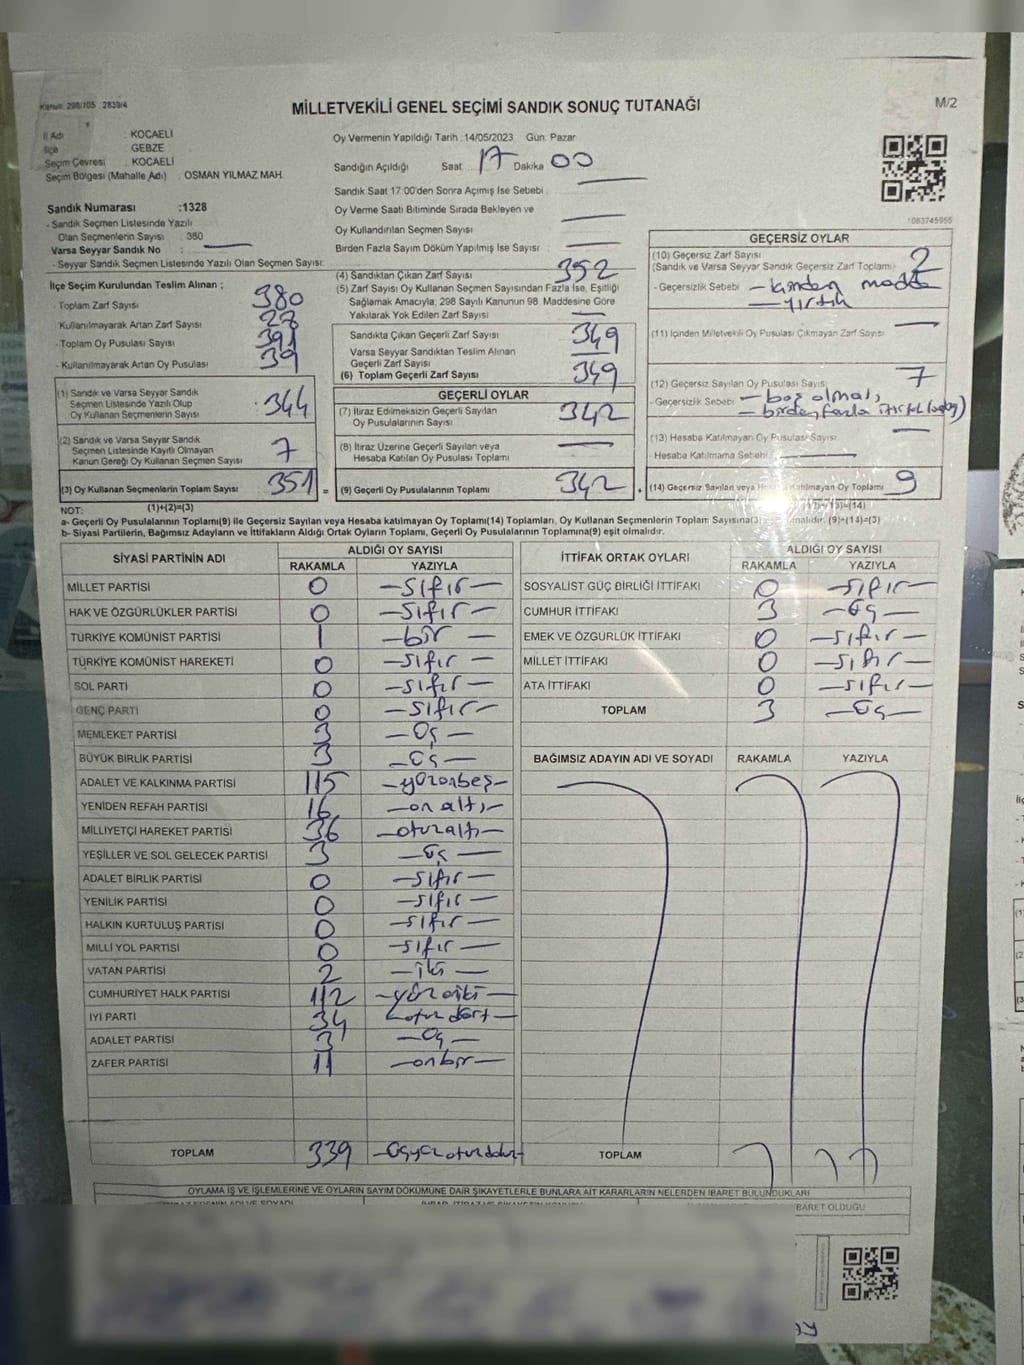 Kanun: 298/105 2839/4
MİLLETVEKİLİ GENEL SEÇİMİ SANDIK SONUÇ TUTANAĞI
M/2
İl Adı : KOCAELİ
İlçe : GEBZE
Seçim Çevresi : KOCAELİ
Seçim Bölgesi (Mahalle Adı) : OSMAN YILMAZ MAH.
Sandık Numarası :1328
- Sandık Seçmen Listesinde Yazılı
Olan Seçmenlerin Sayısı : 380
Varsa Seyyar Sandık No :
- Seyyar Sandık Seçmen Listesinde Yazılı Olan Seçmen Sayısı:
Oy Vermenin Yapıldığı Tarih :14/05/2023 Gün: Pazar
Sandığın Açıldığı Saat 17 Dakika 00
Sandık Saat 17:00'den Sonra Açımış İse Sebebi :
Oy Verme Saati Bitiminde Sırada Bekleyen ve
Oy Kullandırılan Seçmen Sayısı :
Birden Fazla Sayım Döküm Yapılmış İse Sayısı :
1083745955
İlçe Seçim Kurulundan Teslim Alınan ;
- Toplam Zarf Sayısı : 380
- Kullanılmayarak Artan Zarf Sayısı : 28
- Toplam Oy Pusulası Sayısı : 391
- Kullanılmayarak Artan Oy Pusulası : 39
(1) Sandık ve Varsa Seyyar Sandık
Seçmen Listesinde Yazılı Olup
Oy Kullanan Seçmenlerin Sayısı : 344
(2) Sandık ve Varsa Seyyar Sandık
Seçmen Listesinde Kayıtlı Olmayan
Kanun Gereği Oy Kullanan Seçmen Sayısı : 7
(3) Oy Kullanan Seçmenlerin Toplam Sayısı : 351 =
(1)+(2)=(3)
(4) Sandıktan Çıkan Zarf Sayısı : 352
(5) Zarf Sayısı Oy Kullanan Seçmen Sayısından Fazla İse, Eşitliği
Sağlamak Amacıyla, 298 Sayılı Kanunun 98. Maddesine Göre
Yakılarak Yok Edilen Zarf Sayısı :
Sandıkta Çıkan Geçerli Zarf Sayısı : 349
Varsa Seyyar Sandıktan Teslim Alınan
Geçerli Zarf Sayısı :
(6) Toplam Geçerli Zarf Sayısı : 349
GEÇERLİ OYLAR
(7) İtiraz Edilmeksizin Geçerli Sayılan
Oy Pusulalarının Sayısı : 342
(8) İtiraz Üzerine Geçerli Sayılan veya
Hesaba Katılan Oy Pusulası Toplamı :
(9) Geçerli Oy Pusulalarının Toplamı : 342 +
GEÇERSİZ OYLAR
(10) Geçersiz Zarf Sayısı : 2
(Sandık ve Varsa Seyyar Sandık Geçersiz Zarf Toplamı)
- Geçersizlik Sebebi : - İçinden madde
- yırtık
(11) İçinden Milletvekili Oy Pusulası Çıkmayan Zarf Sayısı :
(12) Geçersiz Sayılan Oy Pusulası Sayısı : 7
- Geçersizlik Sebebi : - boş olması,
- birden fazla
(13) Hesaba Katılmayan Oy Pusulası Sayısı :
- Hesaba Katılmama Sebebi :
(14) Geçersiz Sayılan veya Hesaba Katılmayan Oy Toplamı : 9
NOT:
a- Geçerli Oy Pusulalarının Toplamı(9) ile Geçersiz Sayılan veya Hesaba katılmayan Oy Toplamı(14) Toplamları, Oy Kullanan Seçmenlerin Toplam Sayısına(3) (9)+(14)=(3)
b- Siyasi Partilerin, Bağımsız Adayların ve İttifakların Aldığı Ortak Oyların Toplamı, Geçerli Oy Pusulalarının Toplamına(9) eşit olmalıdır.
SİYASİ PARTİNİN ADI ALDIĞI OY SAYISI
RAKAMLA YAZIYLA
MİLLET PARTİSİ 0 -sıfır-
HAK VE ÖZGÜRLÜKLER PARTİSİ 0 -sıfır-
TÜRKİYE KOMÜNİST PARTİSİ 1 -bir-
TÜRKİYE KOMÜNİST HAREKETİ 0 -sıfır-
SOL PARTİ 0 -sıfır-
GENÇ PARTİ 0 -sıfır-
MEMLEKET PARTİSİ 3 -Üç-
BÜYÜK BİRLİK PARTİSİ 3 -Üç-
ADALET VE KALKINMA PARTİSİ 115 -yüzonbeş-
YENİDEN REFAH PARTİSİ 16 -on altı-
MİLLİYETÇİ HAREKET PARTİSİ 36 -otuzaltı-
YEŞİLLER VE SOL GELECEK PARTİSİ 3 -Üç-
ADALET BİRLİK PARTİSİ 0 -sıfır-
YENİLİK PARTİSİ 0 -sıfır-
HALKIN KURTULUŞ PARTİSİ 0 -sıfır-
MİLLİ YOL PARTİSİ 0 -sıfır-
VATAN PARTİSİ 2 -iki-
CUMHURİYET HALK PARTİSİ 112
İYİ PARTİ 34 -otuz dört-
ADALET PARTİSİ 3 -Üç-
ZAFER PARTİSİ 11 -onbir-
TOPLAM 339
İTTİFAK ORTAK OYLARI ALDIĞI OY SAYISI
RAKAMLA YAZIYLA
SOSYALİST GÜÇ BİRLİĞİ İTTİFAKI 0 -sıfır-
CUMHUR İTTİFAKI 3 -Üç-
EMEK VE ÖZGÜRLÜK İTTİFAKI 0 -sıfır-
MİLLET İTTİFAKI 0 -sıfır-
ATA İTTİFAKI 0 -sıfır-
TOPLAM 3 -Üç-
BAĞIMSIZ ADAYIN ADI VE SOYADI RAKAMLA YAZIYLA
TOPLAM
OYLAMA İŞ VE İŞLEMLERİNE VE OYLARIN SAYIM DÖKÜMÜNE DAİR ŞİKAYETLERLE BUNLARA AİT KARARLARIN NELERDEN İBARET BULUNDUKLARI